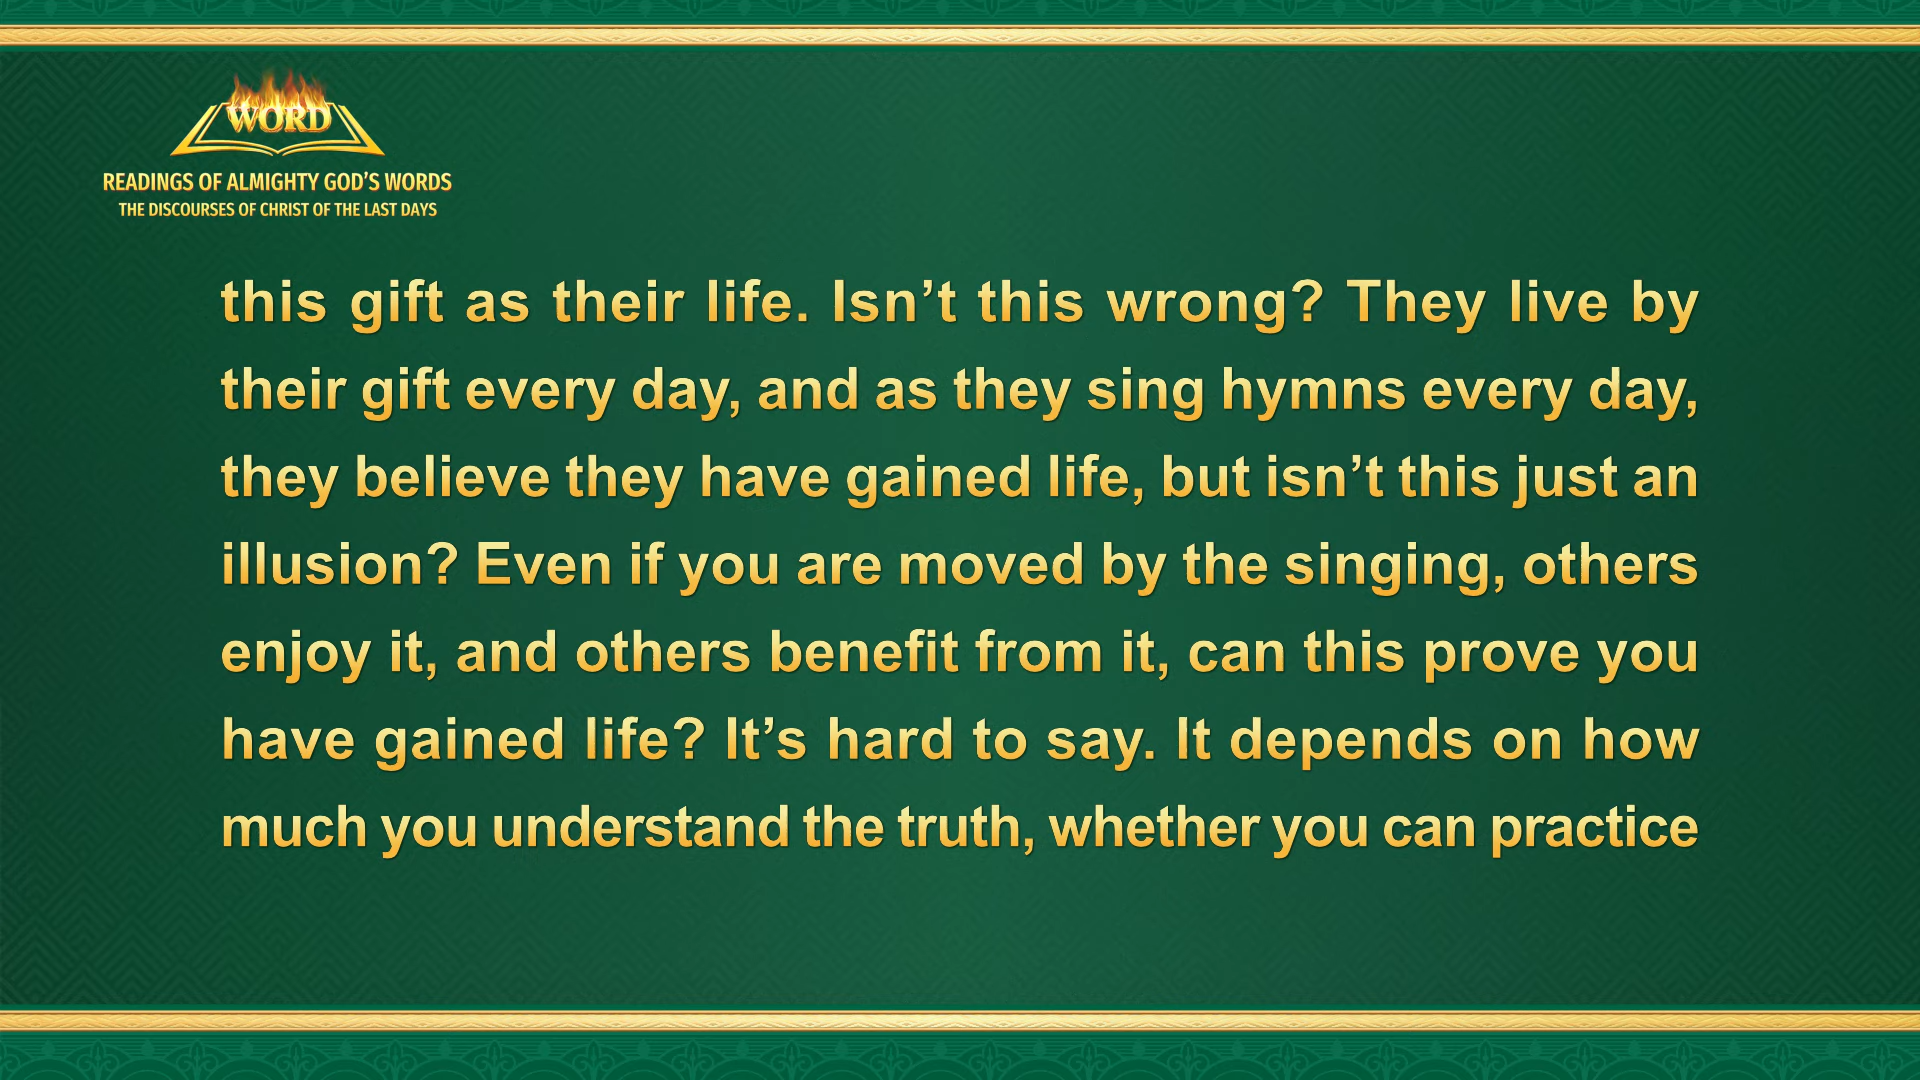 WORD
READINGS OF ALMIGHTY GOD’S WORDS
THE DISCOURSES OF CHRIST OF THE LAST DAYS
this gift as their life. Isn’t this wrong? They live by
their gift every day, and as they sing hymns every day,
they believe they have gained life, but isn’t this just an
illusion? Even if you are moved by the singing, others
enjoy it, and others benefit from it, can this prove you
have gained life? It’s hard to say. It depends on how
much you understand the truth, whether you can practice